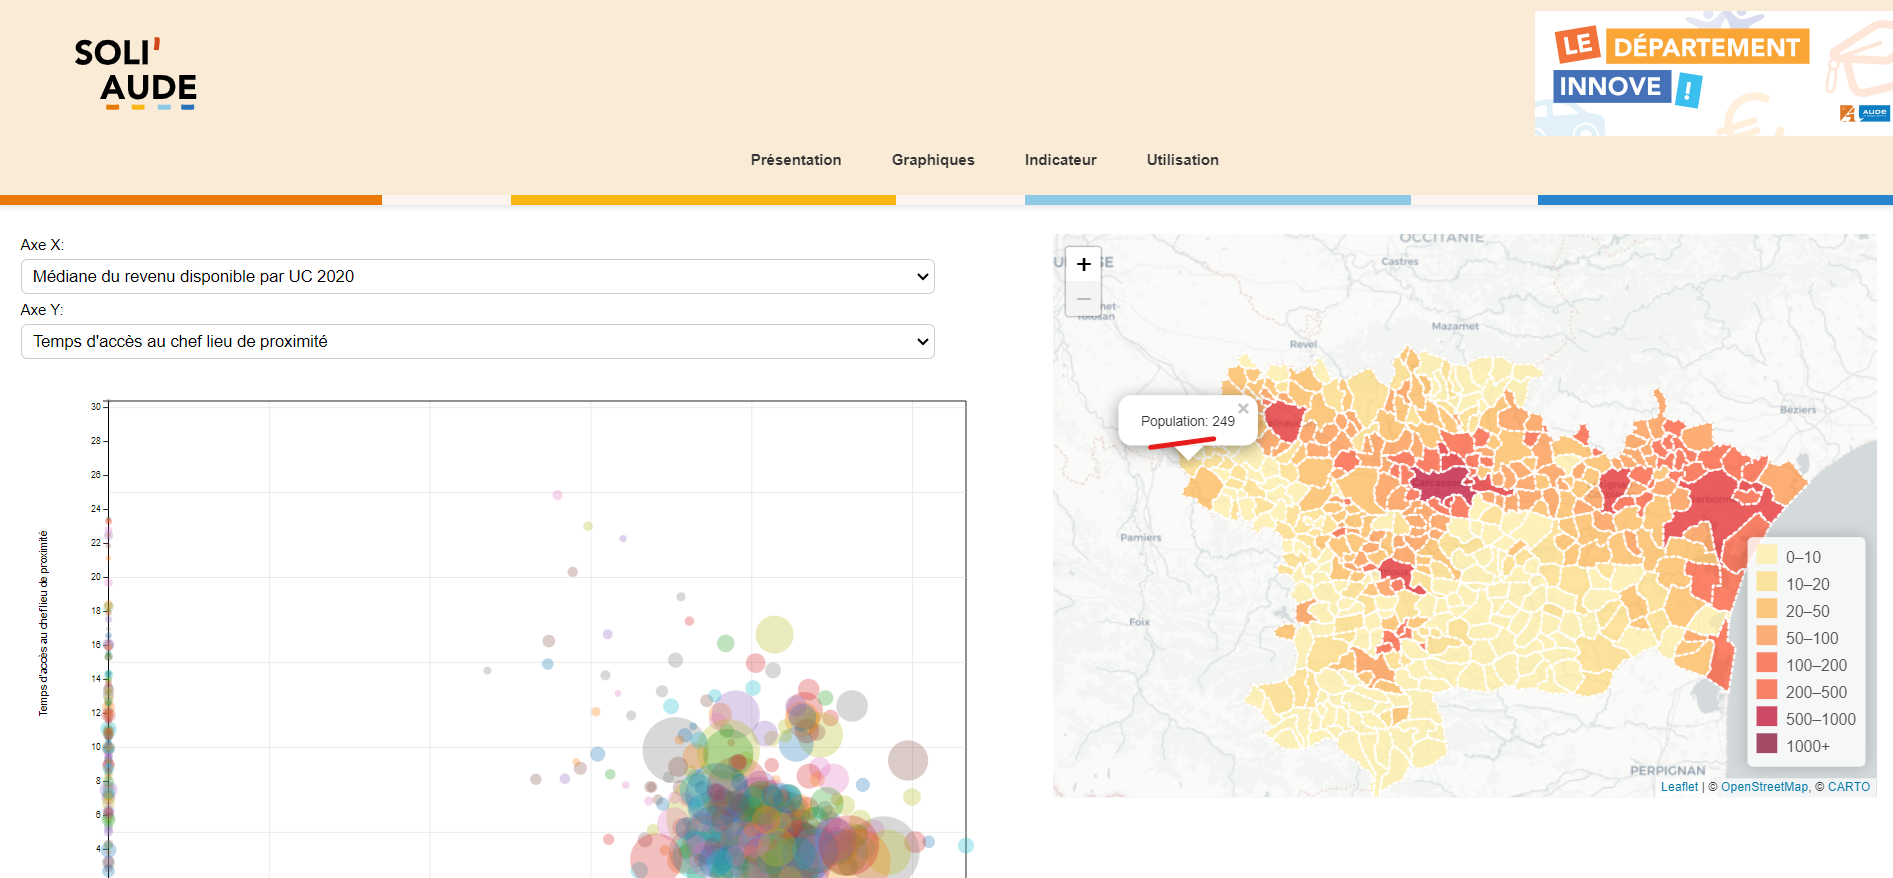 SOLI'
AUDE
LE DÉPARTEMENT
INNOVE !
AUDE
Présentation
Graphiques
Indicateur
Utilisation
Axe X:
Médiane du revenu disponible par UC 2020
Axe Y:
Temps d'accès au chef lieu de proximité
30
28
26
24
22
20
18
16
14
12
10
8
6
4
Temps d'accès au chef lieu de proximité
+
−
OCCITANIE
Castres
Mazamet
Revel
Béziers
Population: 249
×
Pamiers
Foix
PERPIGNAN
0–10
10–20
20–50
50–100
100–200
200–500
500–1000
1000+
Leaflet | © OpenStreetMap, © CARTO